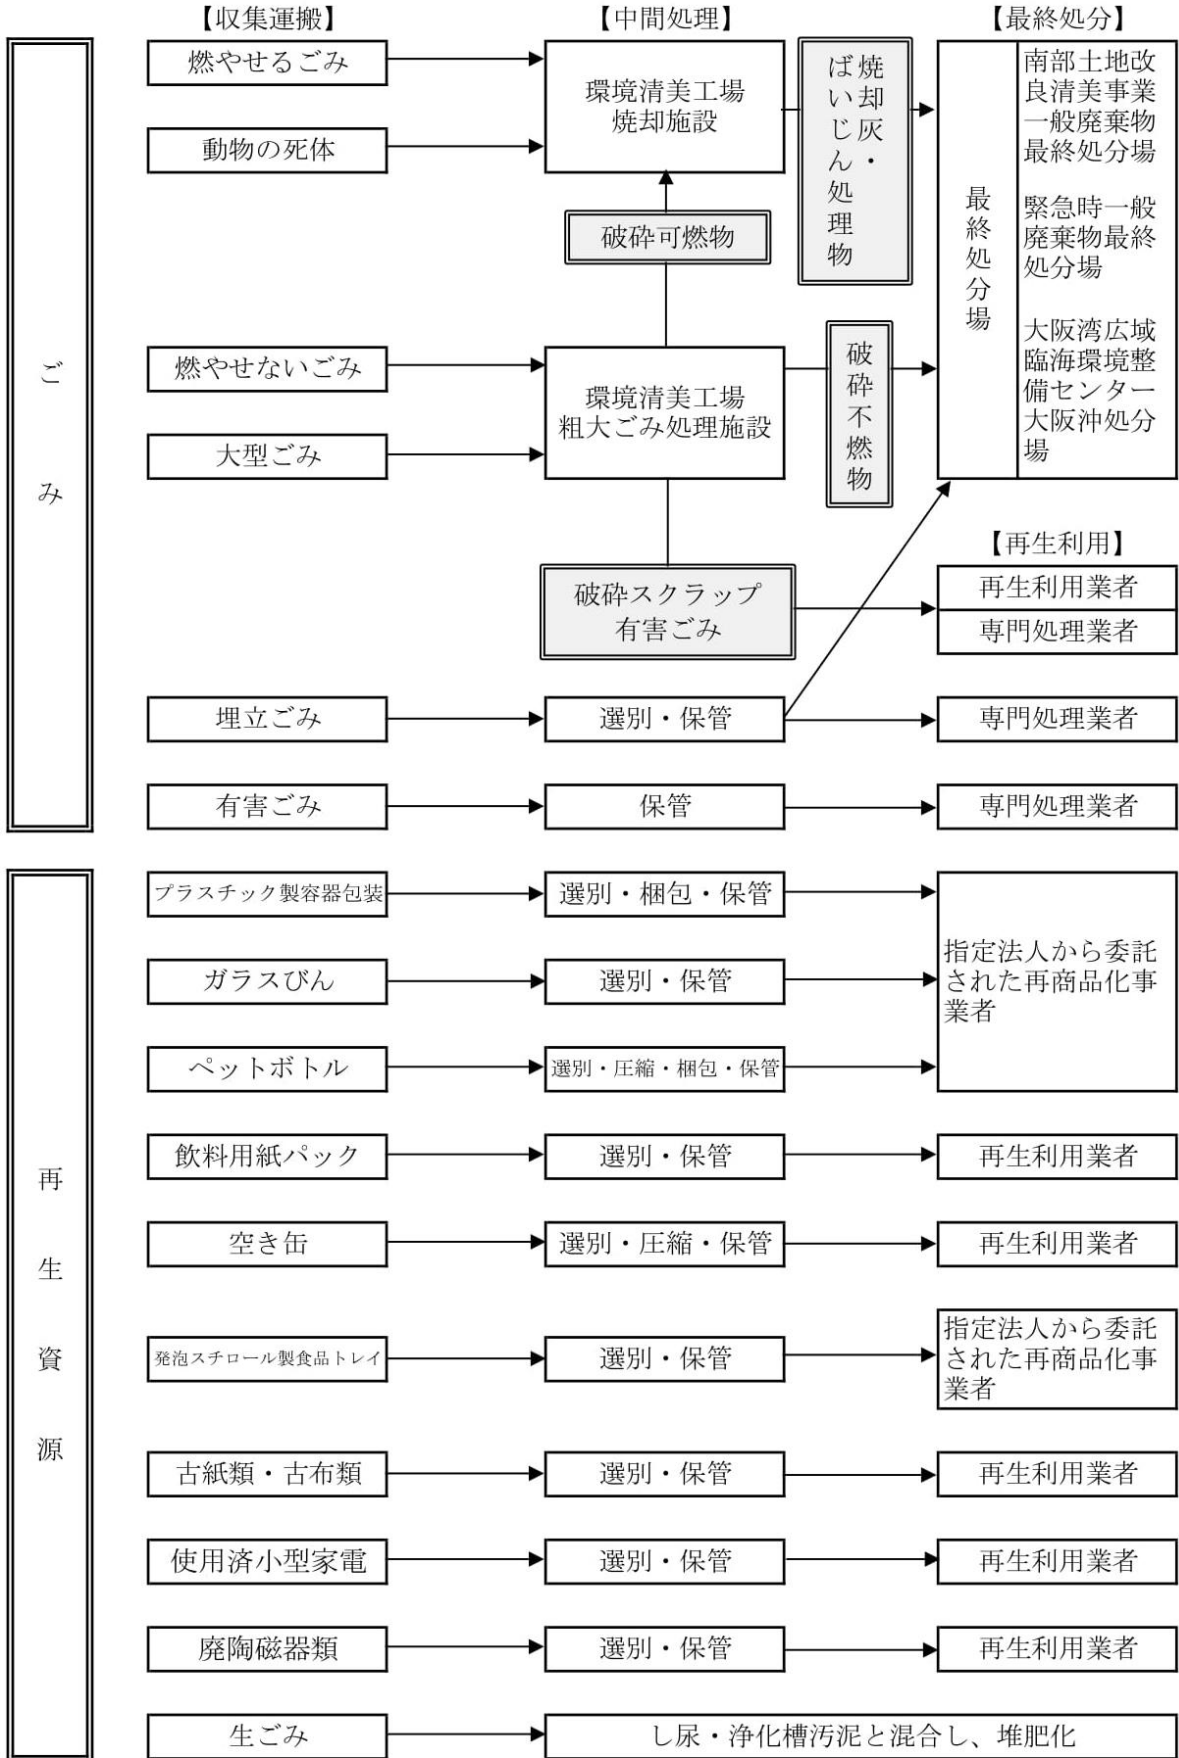 【収集運搬】
【中間処理】
【最終処分】
ごみ
燃やせるごみ
動物の死体
環境清美工場
焼却施設
焼却灰・
ばいじん処理物
破砕可燃物
最終処分場
南部土地改
良清美事業
一般廃棄物
最終処分場
緊急時一般
廃棄物最終
処分場
大阪湾広域
臨海環境整
備センター
大阪沖処分
場
燃やせないごみ
大型ごみ
環境清美工場
粗大ごみ処理施設
破砕不燃物
破砕スクラップ
有害ごみ
【再生利用】
再生利用業者
専門処理業者
埋立ごみ
選別・保管
専門処理業者
有害ごみ
保管
専門処理業者
再生資源
プラスチック製容器包装
選別・梱包・保管
ガラスびん
選別・保管
ペットボトル
選別・圧縮・梱包・保管
指定法人から委託
された再商品化事
業者
飲料用紙パック
選別・保管
再生利用業者
空き缶
選別・圧縮・保管
再生利用業者
発泡スチロール製食品トレイ
選別・保管
指定法人から委託
された再商品化事
業者
古紙類・古布類
選別・保管
再生利用業者
使用済小型家電
選別・保管
再生利用業者
廃陶磁器類
選別・保管
再生利用業者
生ごみ
し尿・浄化槽汚泥と混合し、堆肥化